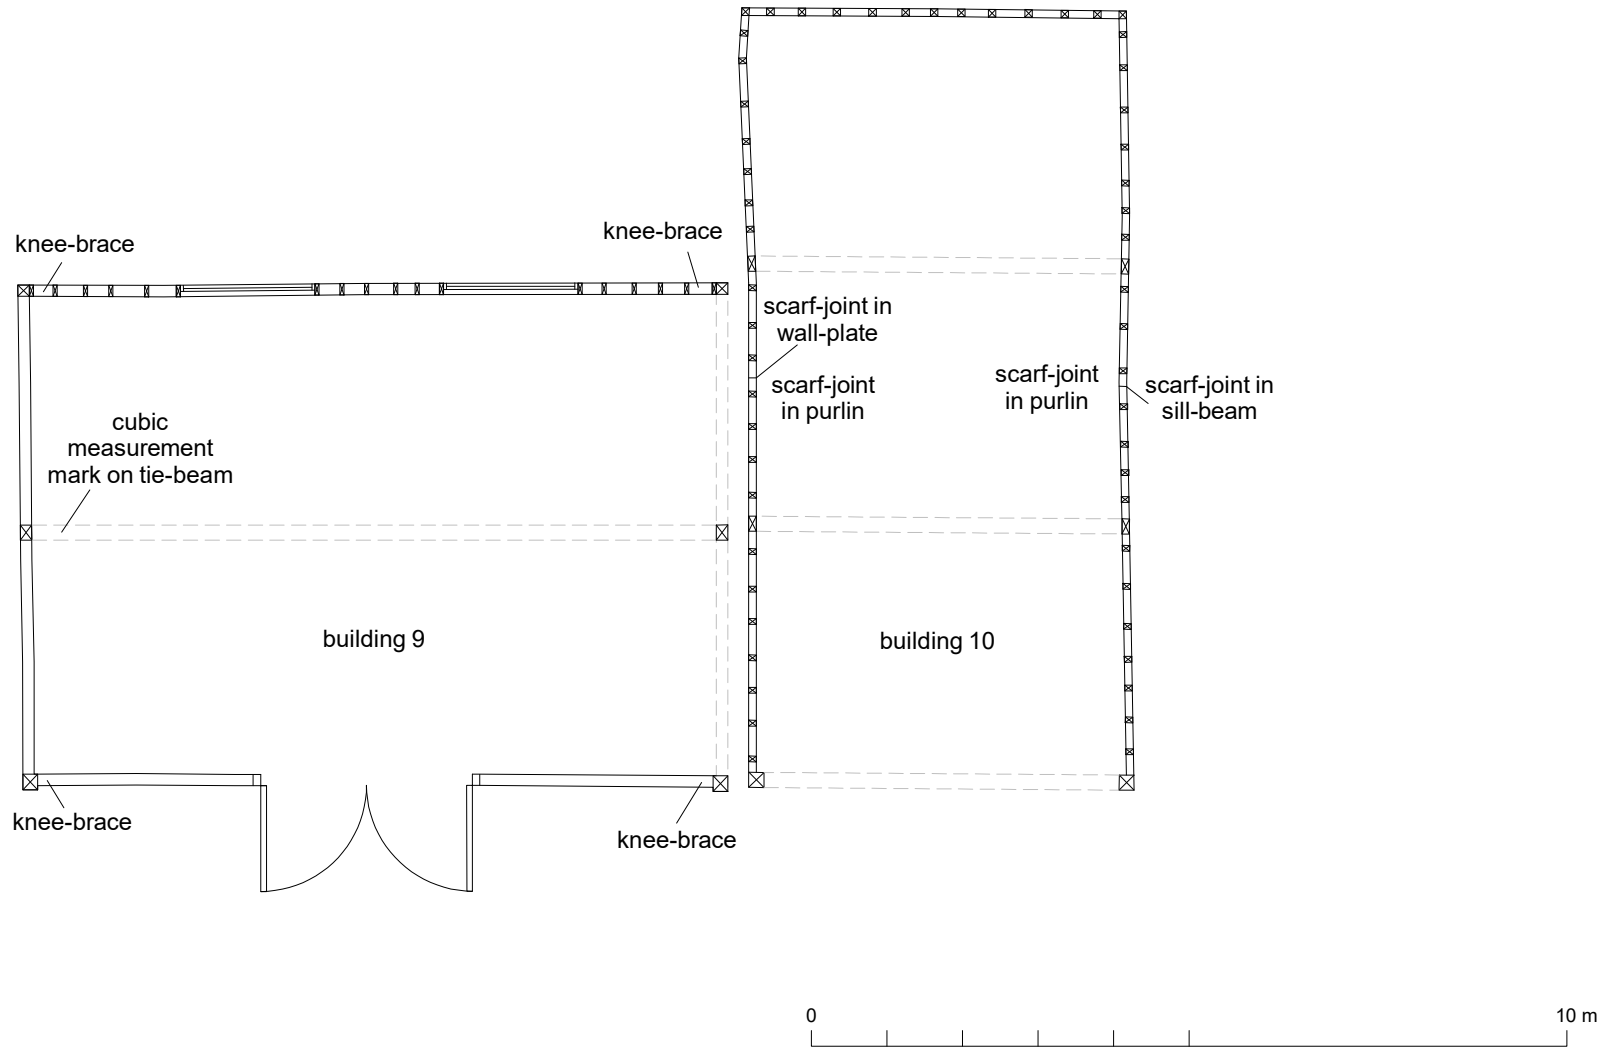 knee-brace
knee-brace
scarf-joint in
wall-plate
scarf-joint
in purlin
scarf-joint
in purlin
scarf-joint in
sill-beam
cubic
measurement
mark on tie-beam
building 9
building 10
knee-brace
knee-brace
0
10 m